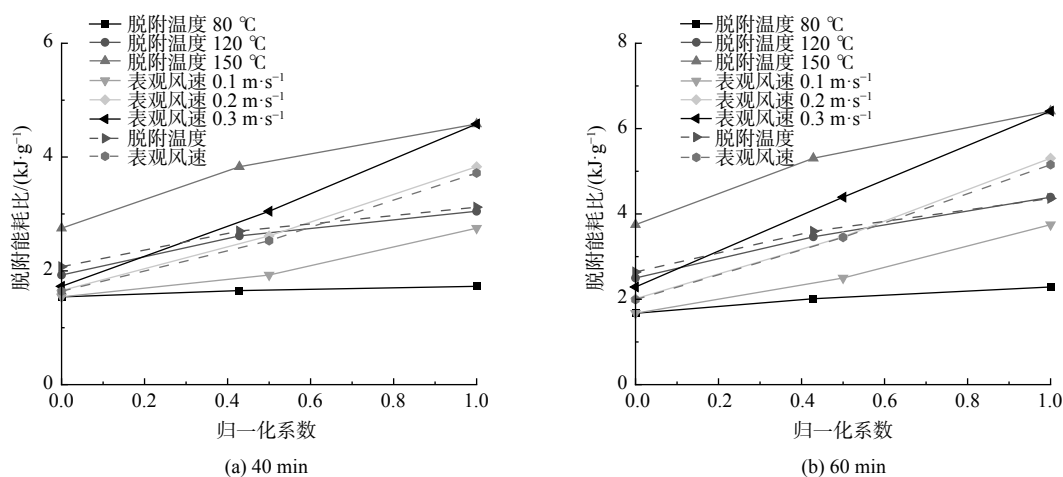 脱附温度 80 ℃
脱附温度 120 ℃
脱附温度 150 ℃
表观风速 0.1 m·s⁻¹
表观风速 0.2 m·s⁻¹
表观风速 0.3 m·s⁻¹
脱附温度
表观风速
脱附能耗比/(kJ·g⁻¹)
6
4
2
0
0.0 0.2 0.4 0.6 0.8 1.0
归一化系数
(a) 40 min
脱附温度 80 ℃
脱附温度 120 ℃
脱附温度 150 ℃
表观风速 0.1 m·s⁻¹
表观风速 0.2 m·s⁻¹
表观风速 0.3 m·s⁻¹
脱附温度
表观风速
脱附能耗比/(kJ·g⁻¹)
8
6
4
2
0
0.0 0.2 0.4 0.6 0.8 1.0
归一化系数
(b) 60 min